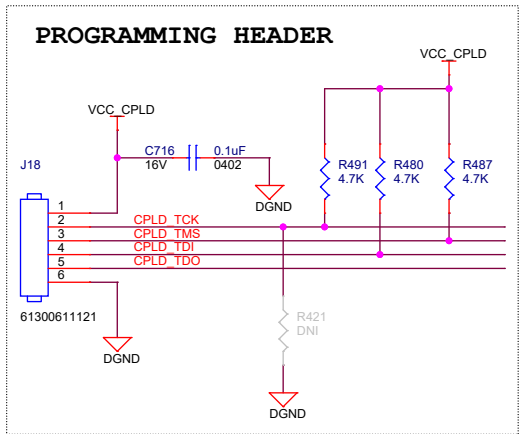 PROGRAMMING HEADER
VCC_CPLD
VCC_CPLD
C716 0.1uF
16V 0402
J18
R491 R480 R487
4.7K 4.7K 4.7K
DGND
1
2 CPLD_TCK
3 CPLD_TMS
4 CPLD_TDI
5 CPLD_TDO
6
61300611121
R421
DNI
DGND
DGND